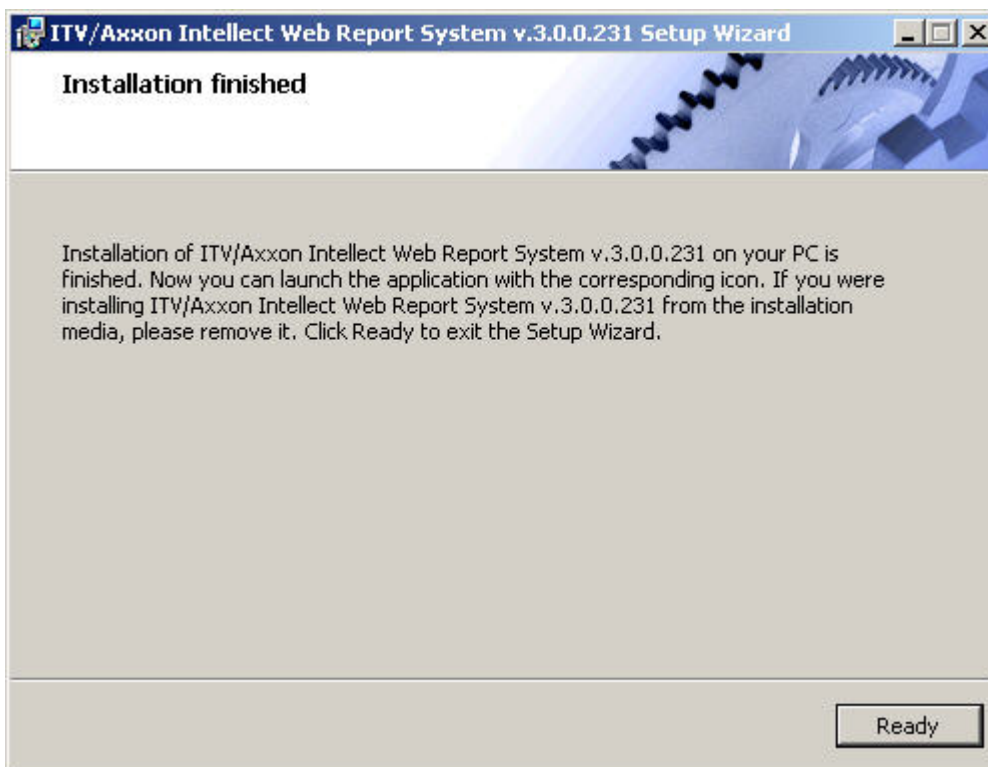 ITV/Axxon Intellect Web Report System v.3.0.0.231 Setup Wizard
Installation finished
Installation of ITV/Axxon Intellect Web Report System v.3.0.0.231 on your PC is
finished. Now you can launch the application with the corresponding icon. If you were
installing ITV/Axxon Intellect Web Report System v.3.0.0.231 from the installation
media, please remove it. Click Ready to exit the Setup Wizard.
Ready